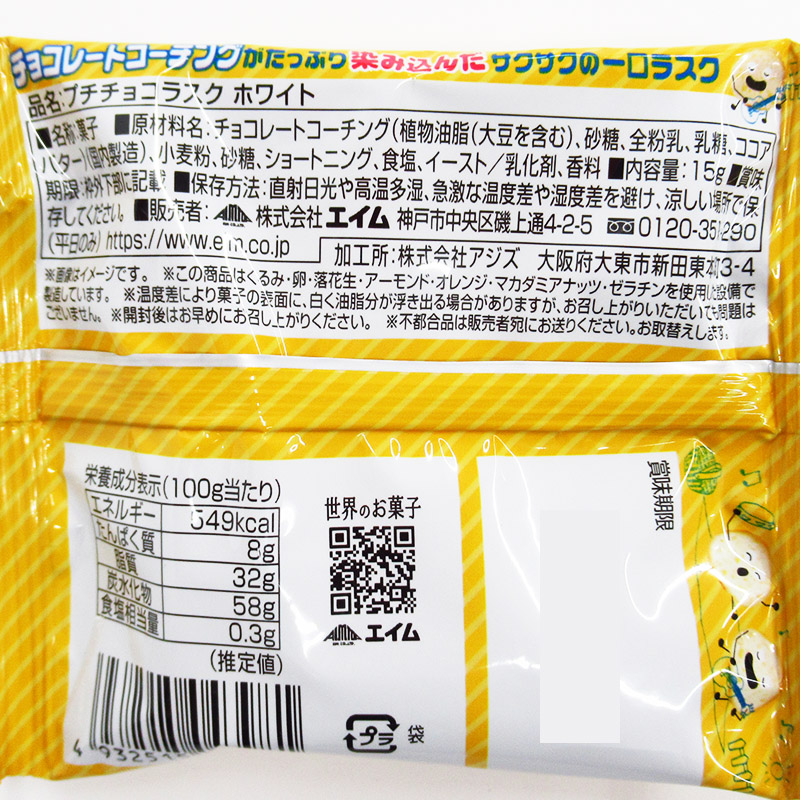 チョコレートコーチングがたっぷり染み込んだサクサクの一口ラスク
品名:プチチョコラスク ホワイト
■名称:菓子 ■原材料名:チョコレートコーチング(植物油脂(大豆を含む)、砂糖、全粉乳、乳糖、ココア
バター(国内製造)、小麦粉、砂糖、ショートニング、食塩、イースト/乳化剤、香料 ■内容量:15g ■賞味
期限:枠外下部に記載 ■保存方法:直射日光や高温多湿、急激な温度差や湿度差を避け、涼しい場所で保
存してください。 ■販売者: AIM 株式会社エイム 神戸市中央区磯上通4-2-5 0120-351-290
(平日のみ) https://www.eim.co.jp 加工所:株式会社アジズ 大阪府大東市新田東本町3-4
※画像はイメージです。 ※この商品はくるみ・卵・落花生・アーモンド・オレンジ・マカダミアナッツ・ゼラチンを使用した設備で
製造しています。 ※温度差により菓子の表面に、白く油脂分が浮き出る場合がありますが、お召し上がりいただいても問題は
ございません。 ※開封後はお早めにお召し上がりください。 ※不都合品は販売者宛にお送りください。お取替えします。
栄養成分表示(100g当たり)
エネルギー 549kcal
たんぱく質 8g
脂質 32g
炭水化物 58g
食塩相当量 0.3g
(推定値)
世界のお菓子
AIM エイム
賞味期限
プラ 袋
4 93251